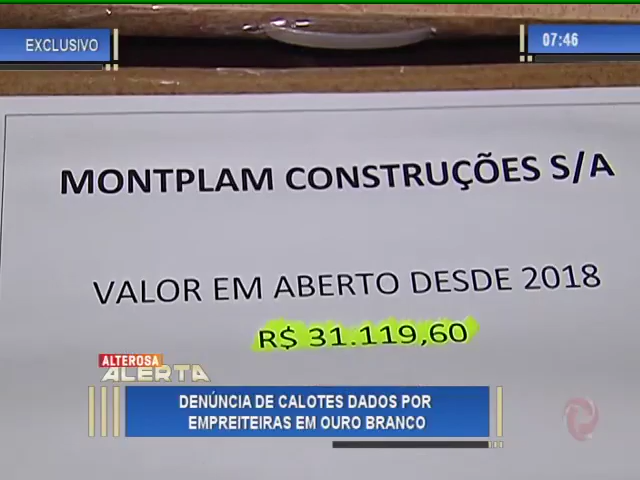 EXCLUSIVO
07:46
MONTPLAM CONSTRUÇÕES S/A
VALOR EM ABERTO DESDE 2018
R$ 31.119,60
ALTEROSA
ALERTA
DENÚNCIA DE CALOTES DADOS POR
EMPREITEIRAS EM OURO BRANCO